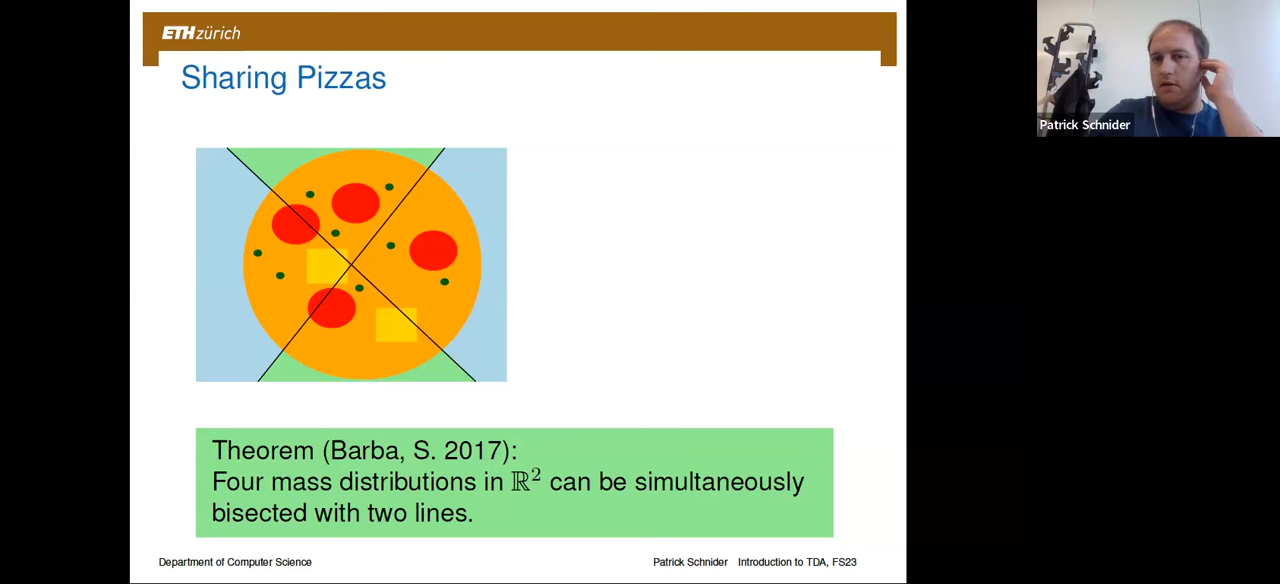 ETH zürich
Sharing Pizzas
Patrick Schnider
Theorem (Barba, S. 2017):
Four mass distributions in ℝ² can be simultaneously
bisected with two lines.
Department of Computer Science
Patrick Schnider Introduction to TDA, FS23